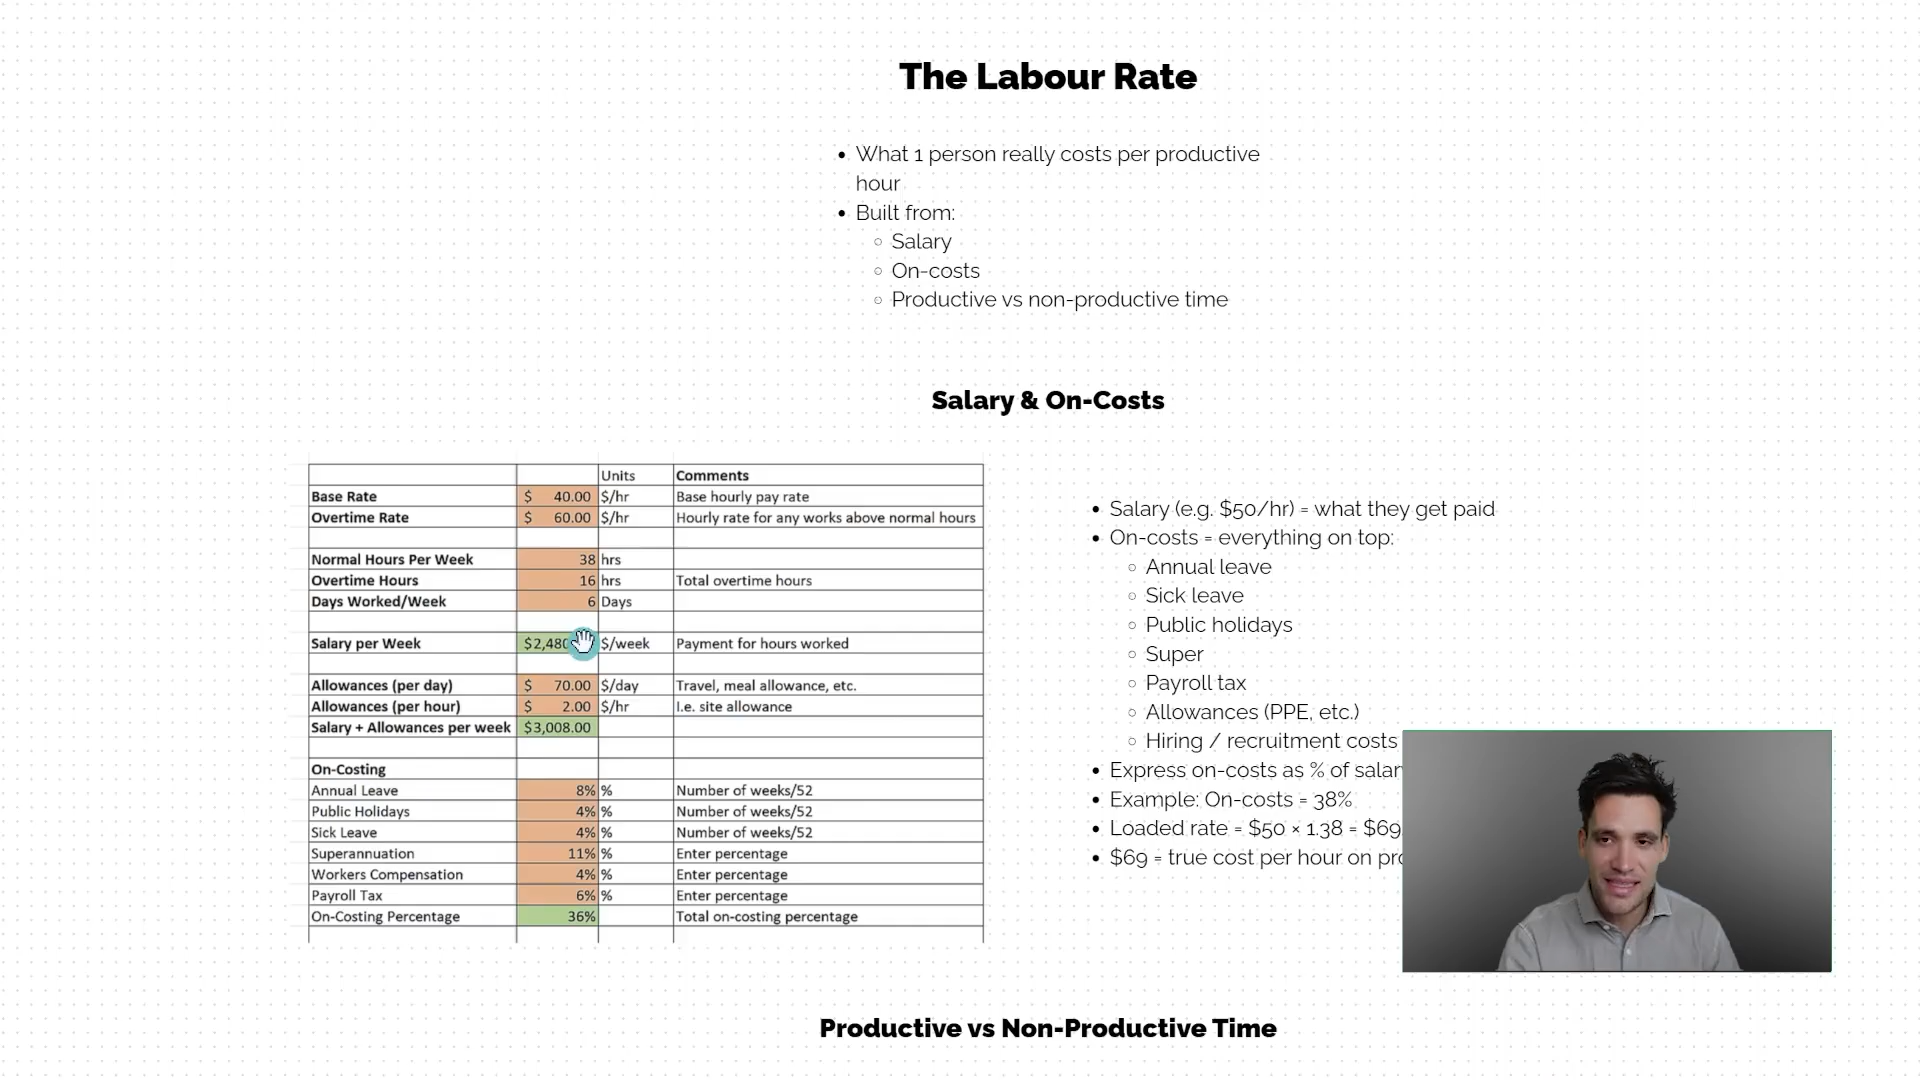 The Labour Rate
What 1 person really costs per productive
hour
Built from:
Salary
On-costs
Productive vs non-productive time
Salary & On-Costs
Units Comments
Base Rate $ 40.00 $/hr Base hourly pay rate
Overtime Rate $ 60.00 $/hr Hourly rate for any works above normal hours
Normal Hours Per Week 38 hrs
Overtime Hours 16 hrs Total overtime hours
Days Worked/Week 6 Days
Salary per Week $2,480 $/week Payment for hours worked
Allowances (per day) $ 70.00 $/day Travel, meal allowance, etc.
Allowances (per hour) $ 2.00 $/hr I.e. site allowance
Salary + Allowances per week $3,008.00
On-Costing
Annual Leave 8% % Number of weeks/52
Public Holidays 4% % Number of weeks/52
Sick Leave 4% % Number of weeks/52
Superannuation 11% % Enter percentage
Workers Compensation 4% % Enter percentage
Payroll Tax 6% % Enter percentage
On-Costing Percentage 36% Total on-costing percentage
Salary (e.g. $50/hr) = what they get paid
On-costs = everything on top:
Annual leave
Sick leave
Public holidays
Super
Payroll tax
Allowances (PPE, etc.)
Hiring / recruitment costs
Express on-costs as % of
Example: On-costs = 38%
Loaded rate = $50 × 1.38 = $69
$69 = true cost per hour on
Productive vs Non-Productive Time